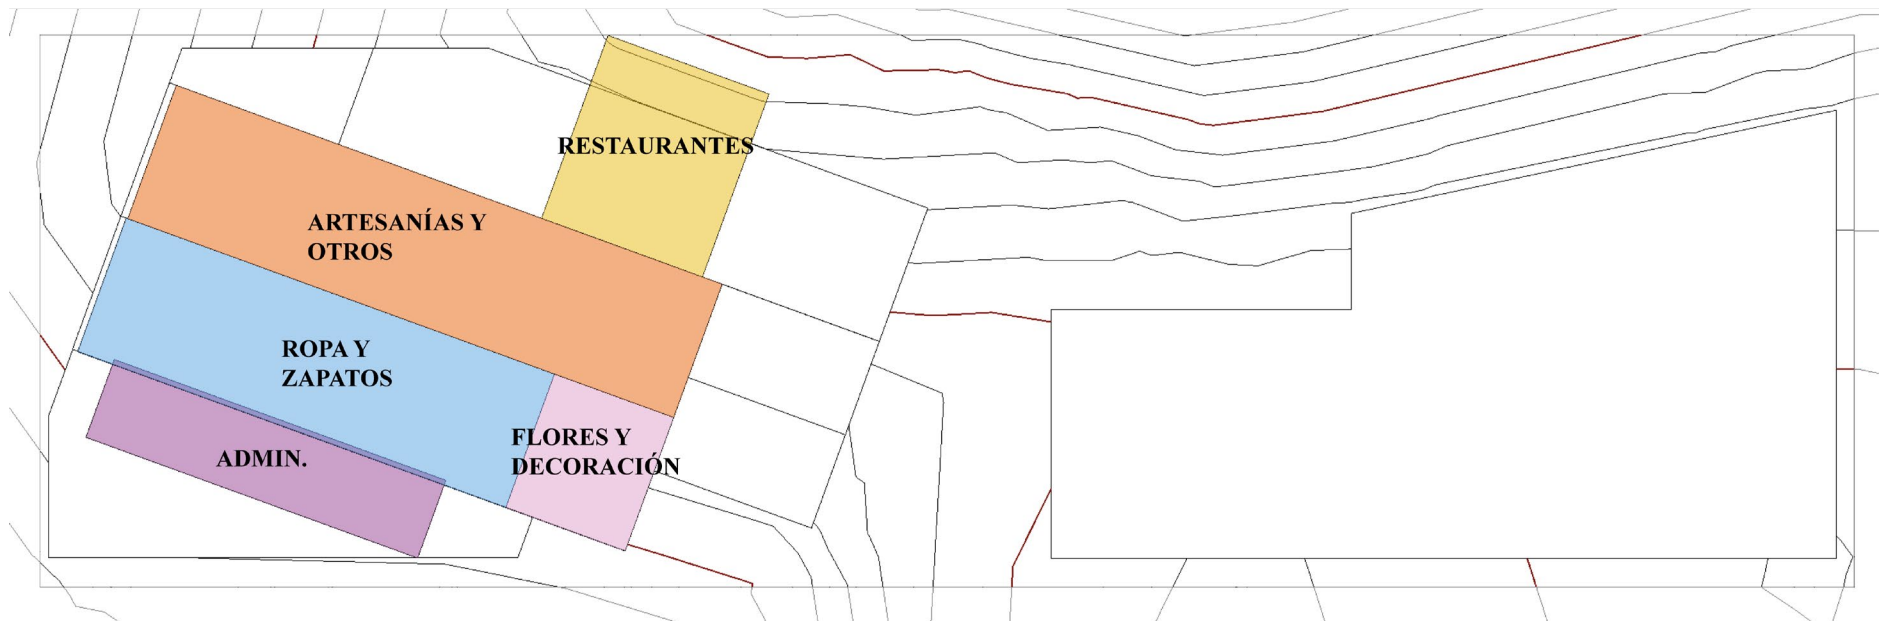 RESTAURANTES
ARTESANÍAS Y
OTROS
ROPA Y
ZAPATOS
FLORES Y
DECORACIÓN
ADMIN.